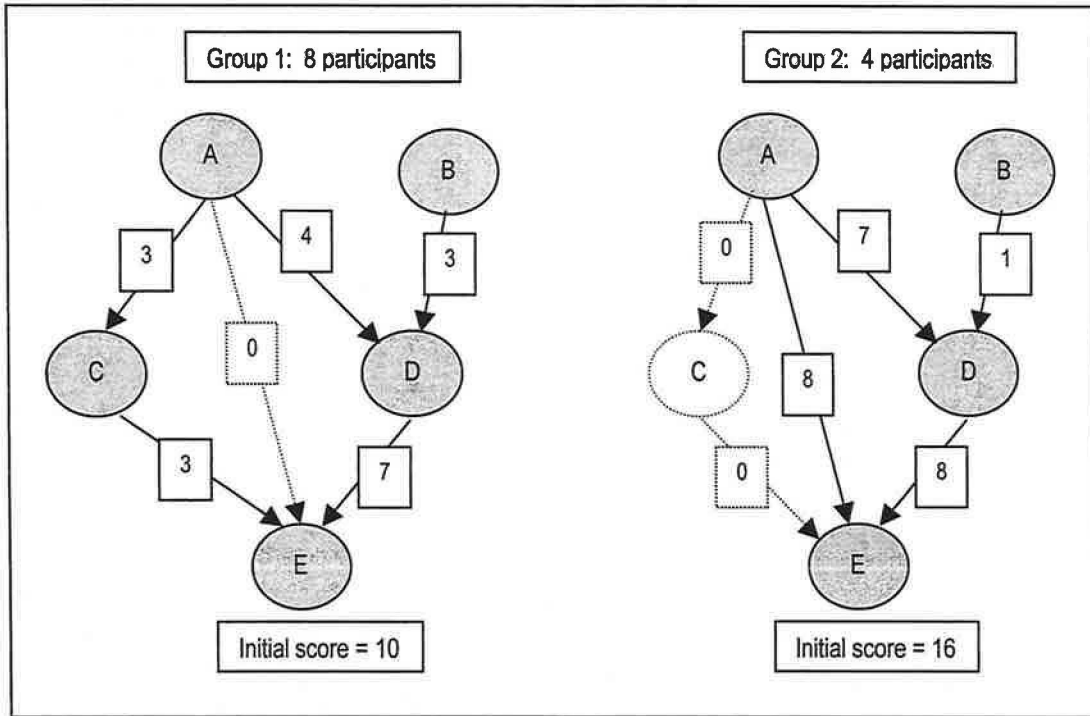 Group 1: 8 participants
A
B
3
4
3
0
C
D
3
7
E
Initial score = 10
Group 2: 4 participants
A
B
0
7
1
C
8
D
0
8
E
Initial score = 16